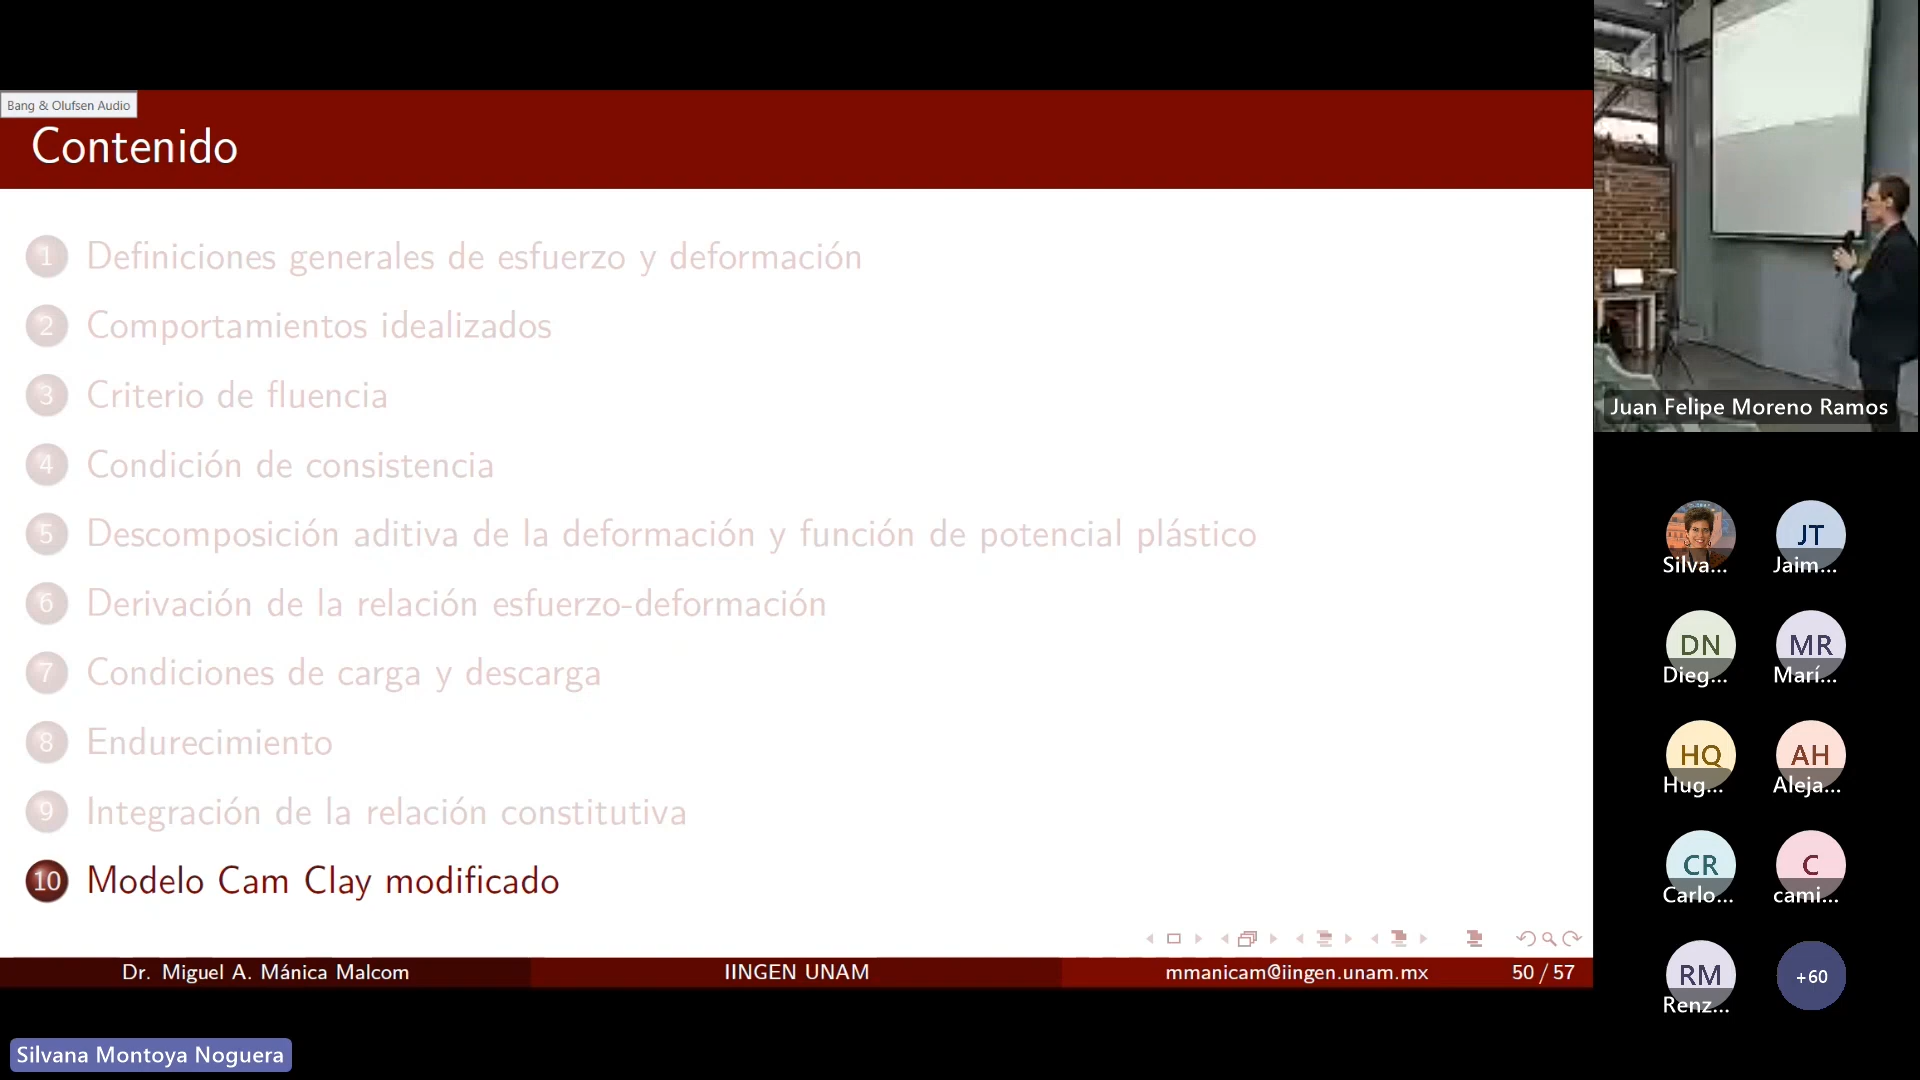 Bang & Olufsen Audio
Contenido
1 Definiciones generales de esfuerzo y deformación
2 Comportamientos idealizados
3 Criterio de fluencia
4 Condición de consistencia
5 Descomposición aditiva de la deformación y función de potencial plástico
6 Derivación de la relación esfuerzo-deformación
7 Condiciones de carga y descarga
8 Endurecimiento
9 Integración de la relación constitutiva
10 Modelo Cam Clay modificado
Dr. Miguel A. Mánica Malcom IINGEN UNAM mmanicam@iingen.unam.mx 50 / 57
Silvana Montoya Noguera
Juan Felipe Moreno Ramos
Silva... JT Jaim...
DN Dieg... MR Marí...
HQ Hug... AH Aleja...
CR Carlo... C cami...
RM Renz... +60